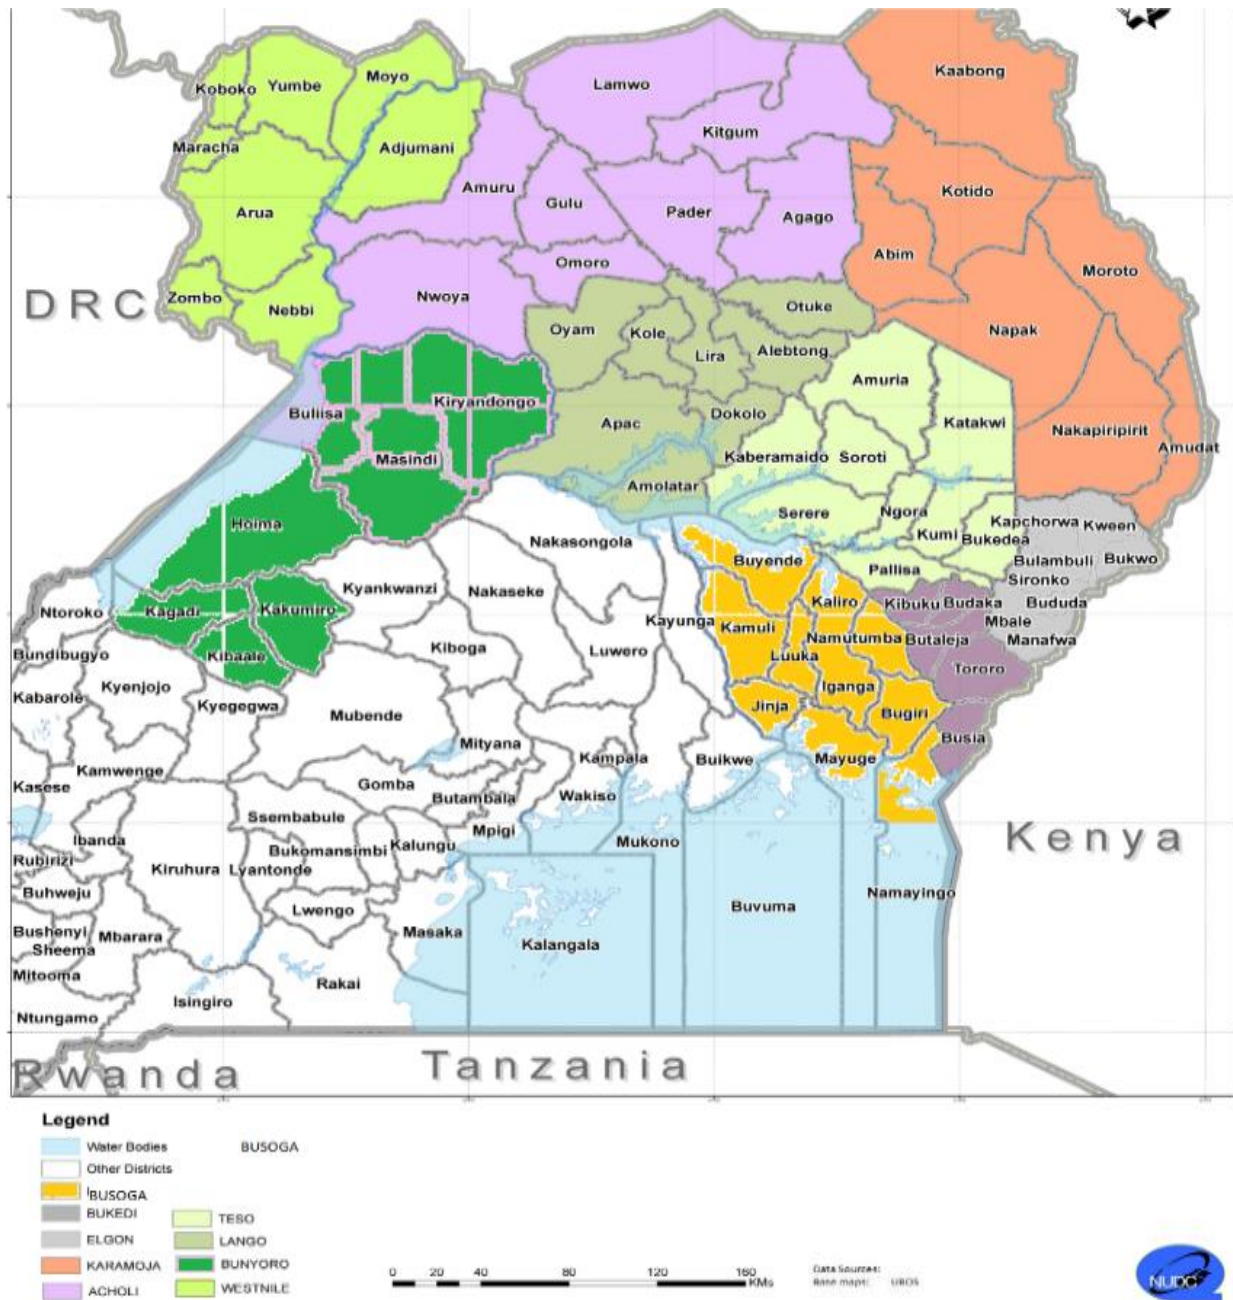 Kaabong
Lamwo
Moyo
Yumbe
Koboko
Kitgum
Maracha
Adjumani
Amuru
Kotido
Gulu
Pader
Agago
Arua
Abim
Omoro
Moroto
Zombo
Nwoya
DRC
Nebbi
Otuke
Oyam
Kole
Napak
Lira
Alebtong
Amuria
Buliisa
Kiryandongo
Dokolo
Apac
Katakwi
Nakapiripirit
Amudat
Masindi
Kaberamaido
Soroti
Amolatar
Hoima
Serere
Ngora
Kapchorwa
Kween
Kumi
Bukedea
Nakasongola
Buyende
Bulambuli
Bukwo
Pallisa
Sironko
Kyankwanzi
Nakaseke
Ntoroko
Kagadi
Kakumiro
Kaliro
Kibuku
Budaka
Bududa
Kayunga
Kamuli
Mbale
Namutumba
Butaleja
Manafwa
Bundibugyo
Kibaale
Kiboga
Luwero
Luuka
Tororo
Kabarole
Kyenjojo
Iganga
Kyegegwa
Jinja
Bugiri
Mubende
Busia
Mityana
Kamwenge
Kampala
Buikwe
Mayuge
Kasese
Gomba
Butambala
Wakiso
Ssembabule
Mpigi
Ibanda
Kenya
Bukomansimbi
Kalungu
Mukono
Rubirizi
Kiruhura
Lyantonde
Buhweju
Namayingo
Lwengo
Buvuma
Bushenyi
Mbarara
Masaka
Sheema
Kalangala
Mitooma
Rakai
Isingiro
Ntungamo
Rwanda
Tanzania
Legend
Water Bodies
BUSOGA
Other Districts
BUSOGA
BUKEDI
TESO
ELGON
LANGO
KARAMOJA
BUNYORO
ACHOLI
WESTNILE
0 20 40 80 120 160
KMs
Data Sources:
Base maps: UBOS
NUDC